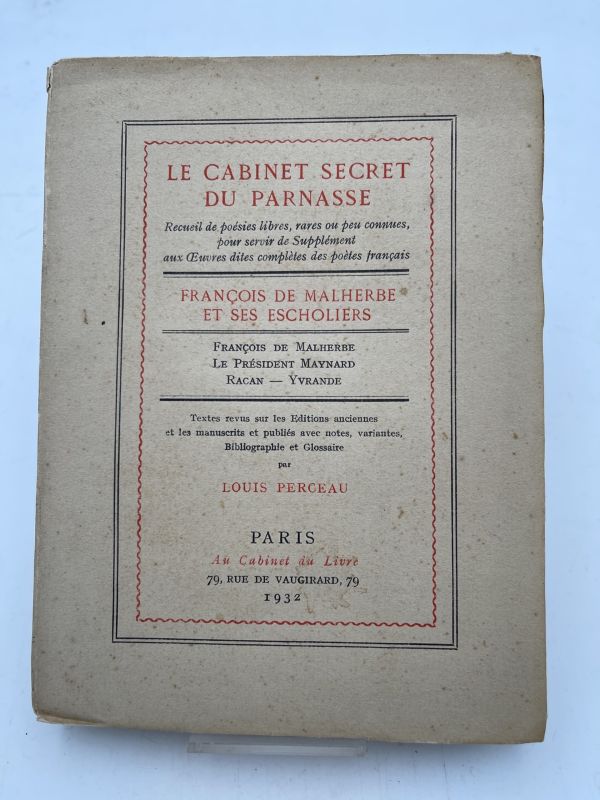 LE CABINET SECRET
DU PARNASSE
Recueil de poésies libres, rares ou peu connues,
pour servir de Supplément
aux Œuvres dites complètes des poètes français
FRANÇOIS DE MALHERBE
ET SES ESCHOLIERS
FRANÇOIS DE MALHERBE
LE PRÉSIDENT MAYNARD
RACAN — YVRANDE
Textes revus sur les Editions anciennes
et les manuscrits et publiés avec notes, variantes,
Bibliographie et Glossaire
par
LOUIS PERCEAU
PARIS
Au Cabinet du Livre
79, RUE DE VAUGIRARD, 79
1932